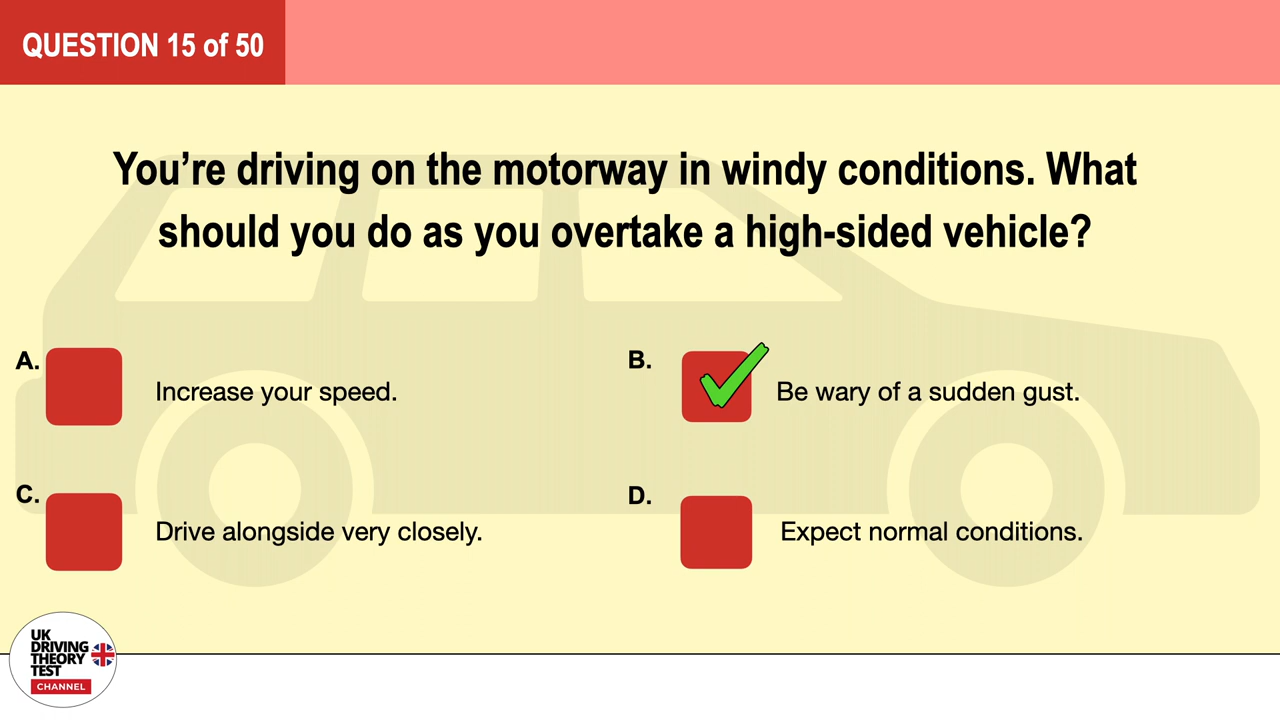 QUESTION 15 of 50
You’re driving on the motorway in windy conditions. What
should you do as you overtake a high-sided vehicle?
A.
Increase your speed.
B.
Be wary of a sudden gust.
C.
Drive alongside very closely.
D.
Expect normal conditions.
UK
DRIVING
THEORY
TEST
CHANNEL